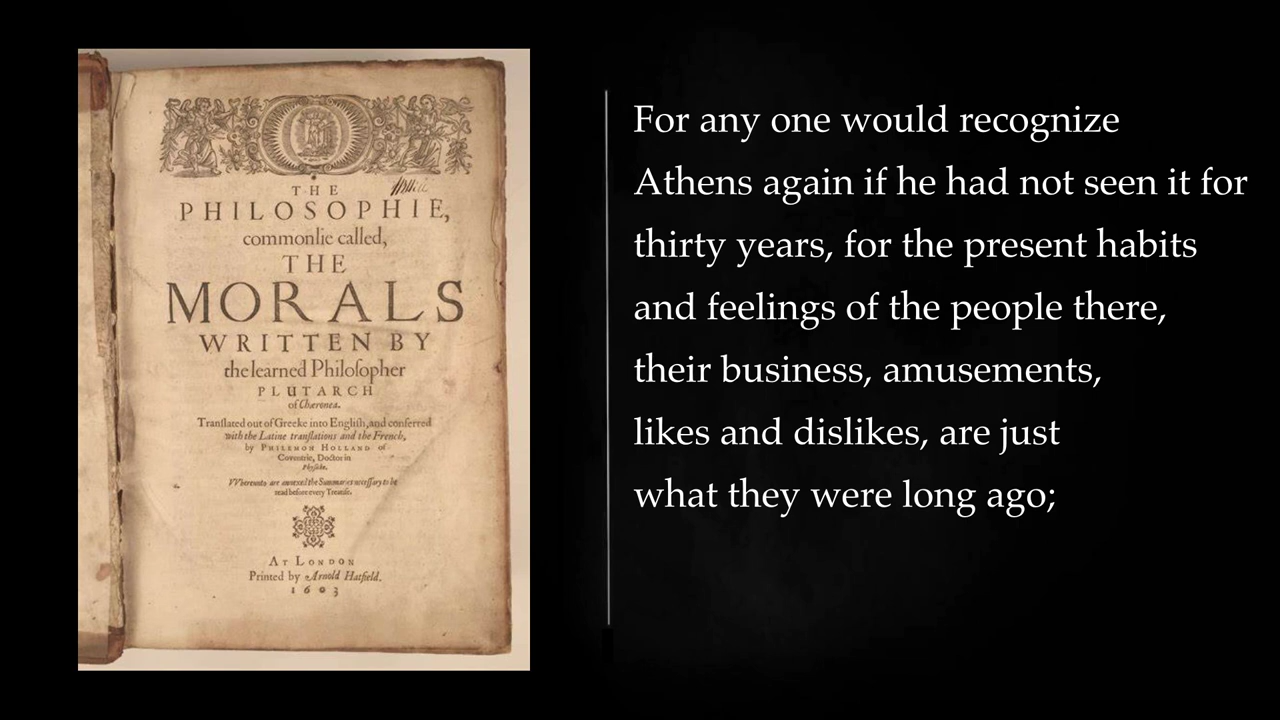 THE
PHILOSOPHIE,
commonlie called,
THE
MORALS
WRITTEN BY
the learned Philoſopher
PLUTARCH
of Chæronea.
Tranſlated out of Greeke into Engliſh, and conferred
with the Latine tranſlations and the French,
by PHILEMON HOLLAND of
Coventrie, Doctor in
Phyſicke.
VVhereunto are annexed the Summaries neceſſary to be
read before every Treatiſe.
AT LONDON
Printed by Arnold Hatfield.
1603
For any one would recognize
Athens again if he had not seen it for
thirty years, for the present habits
and feelings of the people there,
their business, amusements,
likes and dislikes, are just
what they were long ago;